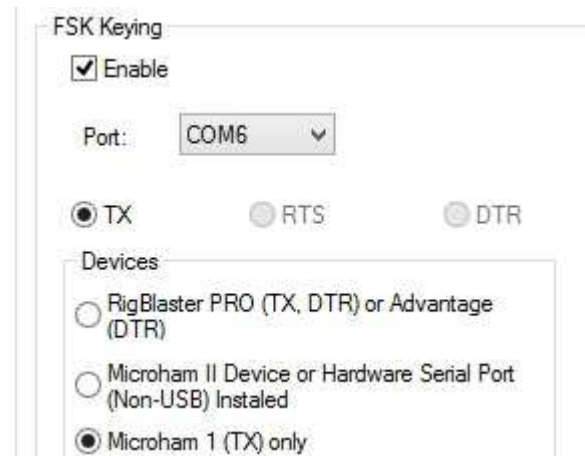 FSK Keying
Enable
Port: COM6
TX RTS DTR
Devices
RigBlaster PRO (TX, DTR) or Advantage
(DTR)
Microham II Device or Hardware Serial Port
(Non-USB) Instaled
Microham 1 (TX) only